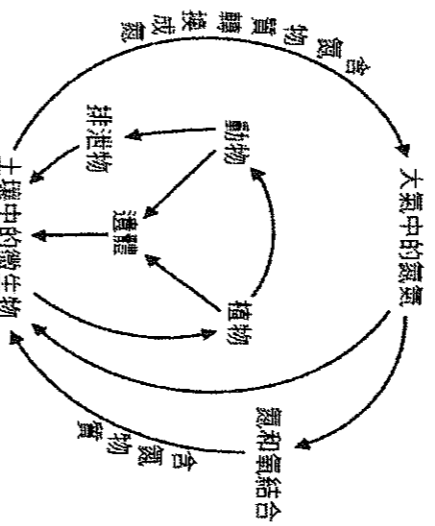 大氣中的氮氣
含氮物質轉換成氮
氮和氧結合
動物
植物
排泄物
遺體
含氮物質
土壤中的微生物